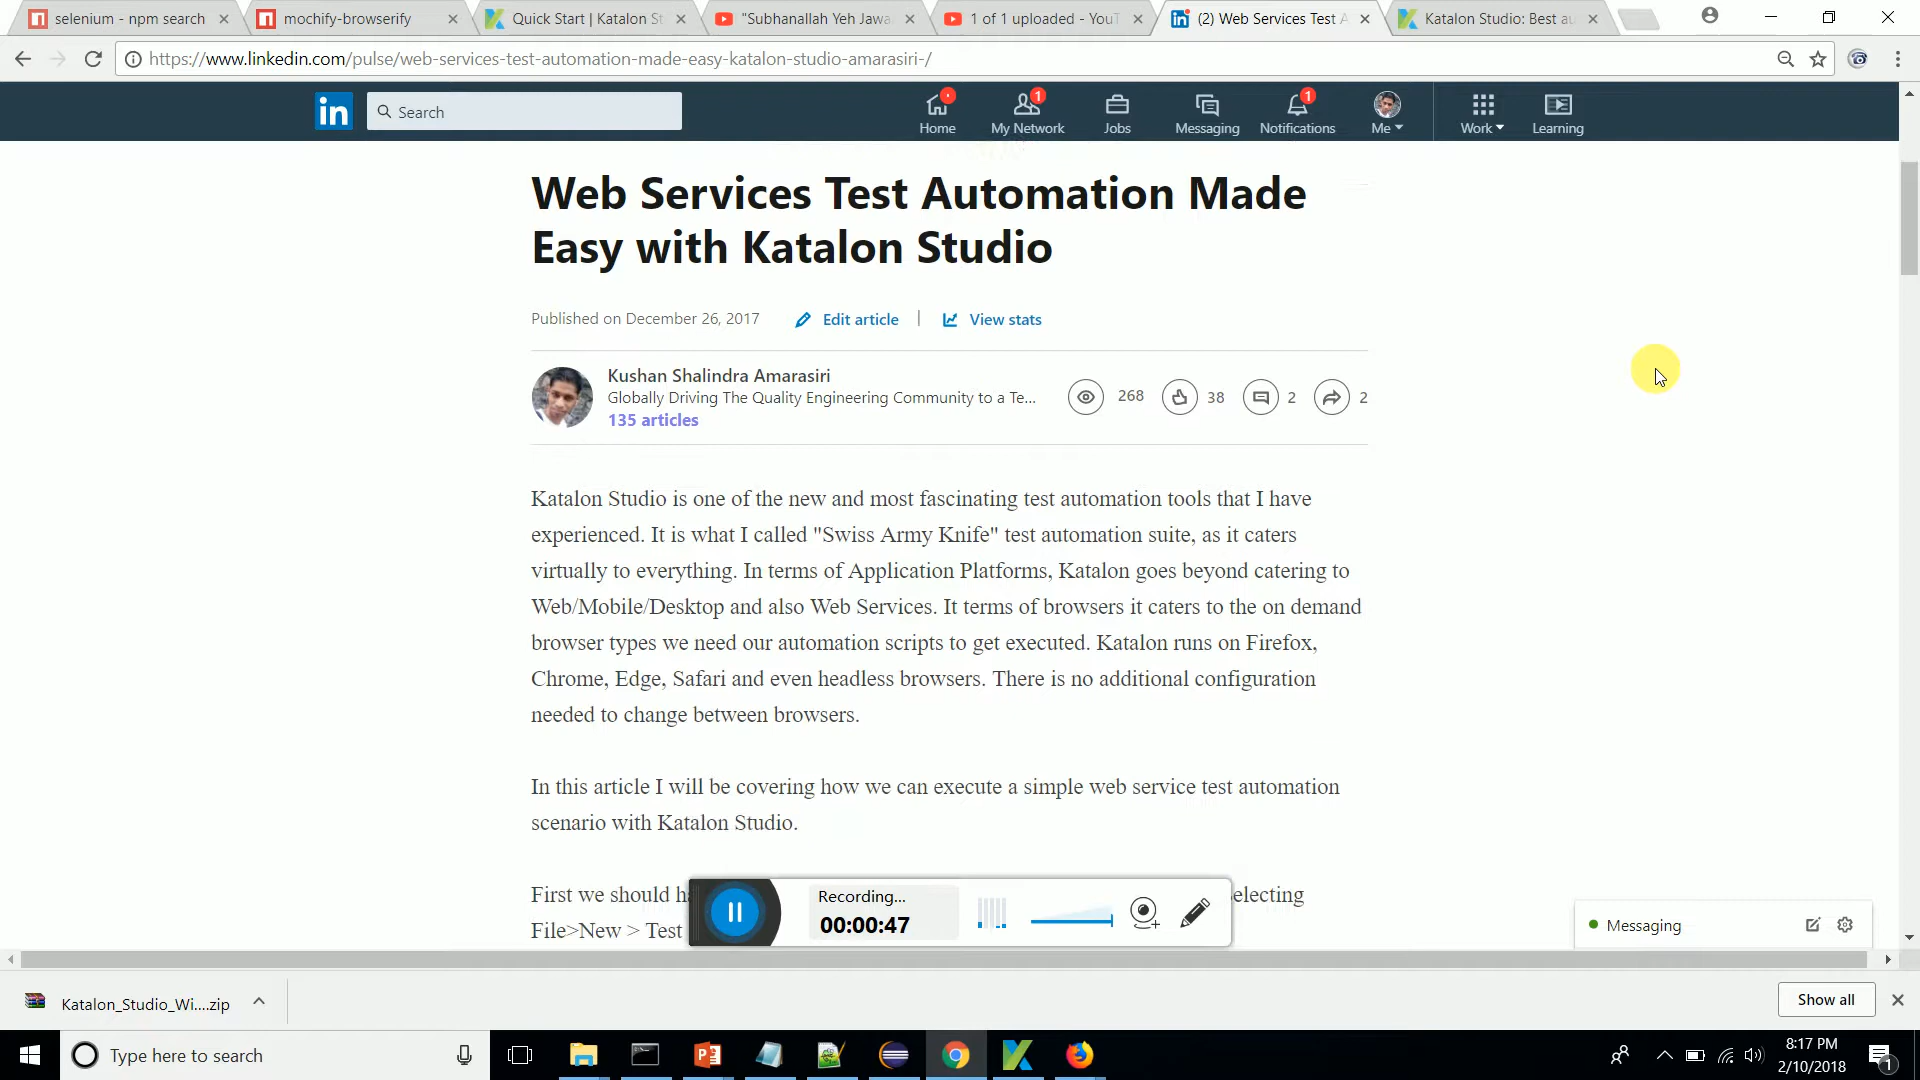 selenium - npm search
mochify-browserify
Quick Start | Katalon St
"Subhanallah Yeh Jawa
1 of 1 uploaded - YouT
(2) Web Services Test A
Katalon Studio: Best au
https://www.linkedin.com/pulse/web-services-test-automation-made-easy-katalon-studio-amarasiri-/
in
Search
1
1
Home
My Network
Jobs
Messaging
Notifications
Me
Work
Learning
Web Services Test Automation Made
Easy with Katalon Studio
Published on December 26, 2017
Edit article
View stats
Kushan Shalindra Amarasiri
Globally Driving The Quality Engineering Community to a Te...
135 articles
268
38
2
2
Katalon Studio is one of the new and most fascinating test automation tools that I have
experienced. It is what I called "Swiss Army Knife" test automation suite, as it caters
virtually to everything. In terms of Application Platforms, Katalon goes beyond catering to
Web/Mobile/Desktop and also Web Services. It terms of browsers it caters to the on demand
browser types we need our automation scripts to get executed. Katalon runs on Firefox,
Chrome, Edge, Safari and even headless browsers. There is no additional configuration
needed to change between browsers.
In this article I will be covering how we can execute a simple web service test automation
scenario with Katalon Studio.
First we should ha
electing
File>New > Test
Recording...
00:00:47
Messaging
Katalon_Studio_Wi....zip
Show all
Type here to search
8:17 PM
2/10/2018
1